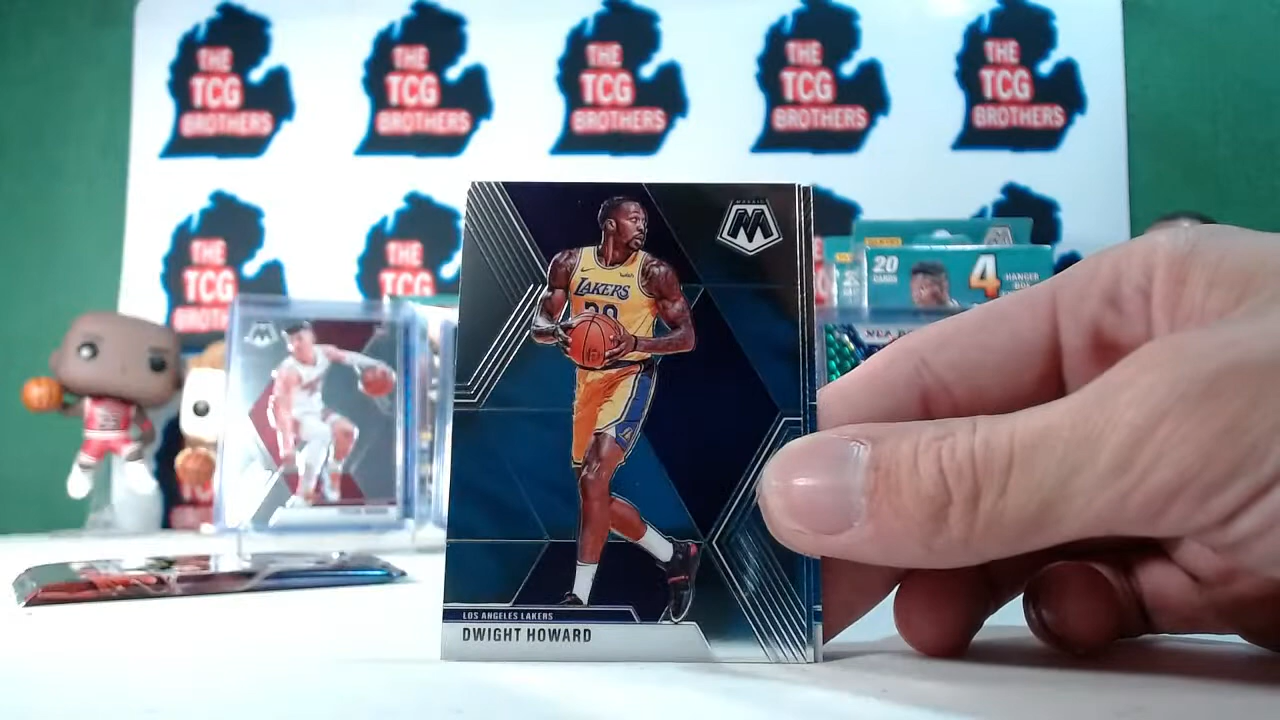 THE
TCG
BROTHERS
THE
TCG
BROTHERS
THE
TCG
BROTHERS
THE
TCG
BROTHERS
THE
TCG
BROTHERS
THE
TCG
BROTHERS
THE
TCG
MOSAIC
LAKERS
20
CARDS
4
HANGER
BOX
LOS ANGELES LAKERS
DWIGHT HOWARD